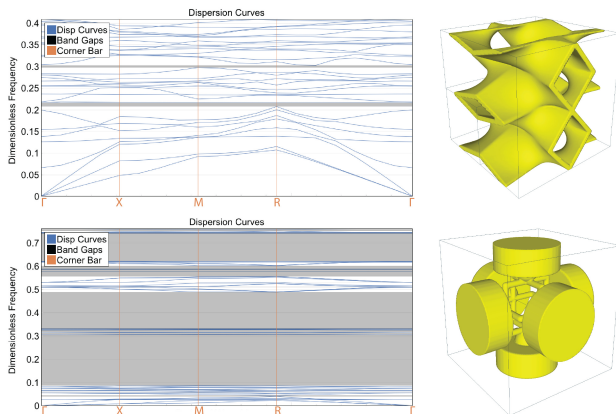 Dispersion Curves
0.4
Disp Curves
Band Gaps
Corner Bar
0.35
0.3
0.25
0.2
0.15
0.1
0.05
0
Dimensionless Frequency
Γ X M R Γ
Dispersion Curves
Disp Curves
Band Gaps
Corner Bar
0.7
0.6
0.5
0.4
0.3
0.2
0.1
0
Dimensionless Frequency
Γ X M R Γ